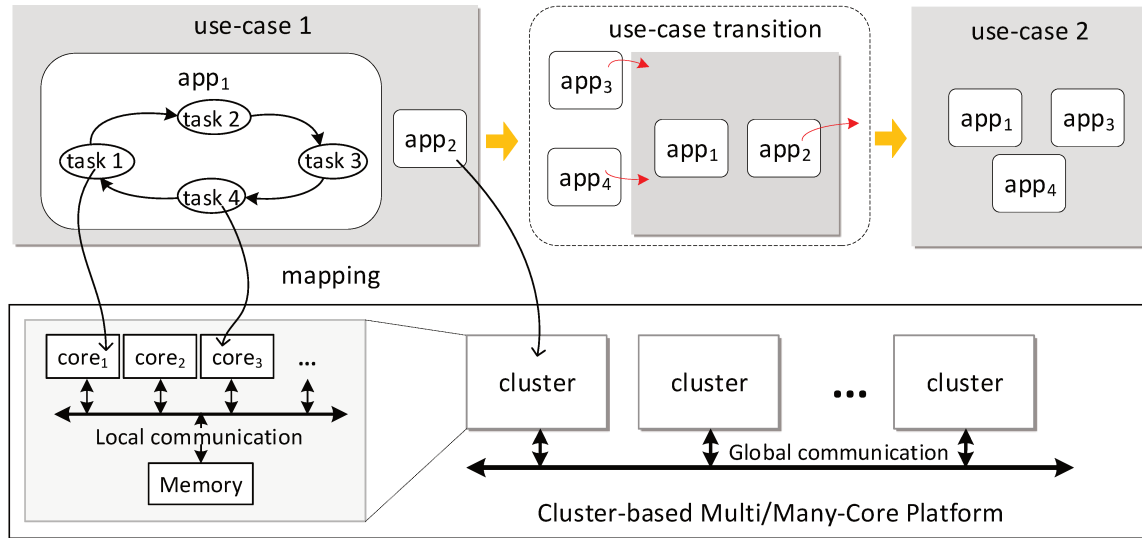 use-case 1
app₁
task 2
task 1
task 3
task 4
app₂
use-case transition
app₃
app₄
app₁
app₂
use-case 2
app₁
app₃
app₄
mapping
core₁
core₂
core₃
...
Local communication
Memory
cluster
cluster
...
cluster
Global communication
Cluster-based Multi/Many-Core Platform